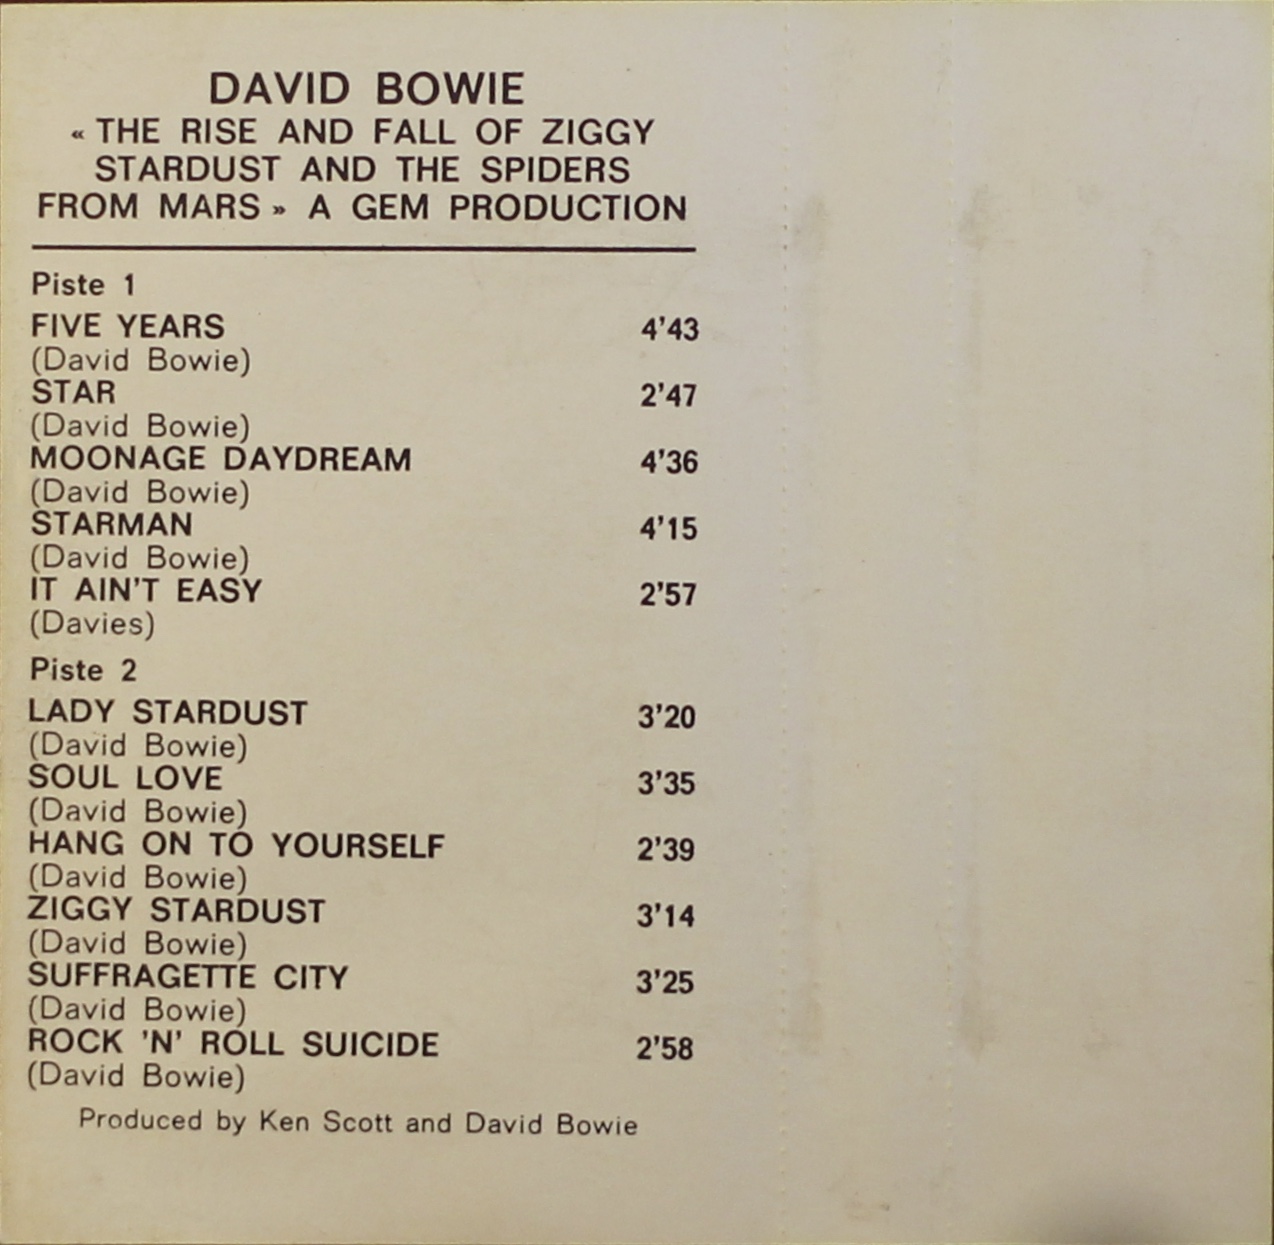 DAVID BOWIE
« THE RISE AND FALL OF ZIGGY
STARDUST AND THE SPIDERS
FROM MARS » A GEM PRODUCTION
Piste 1
FIVE YEARS 4'43
(David Bowie)
STAR 2'47
(David Bowie)
MOONAGE DAYDREAM 4'36
(David Bowie)
STARMAN 4'15
(David Bowie)
IT AIN'T EASY 2'57
(Davies)
Piste 2
LADY STARDUST 3'20
(David Bowie)
SOUL LOVE 3'35
(David Bowie)
HANG ON TO YOURSELF 2'39
(David Bowie)
ZIGGY STARDUST 3'14
(David Bowie)
SUFFRAGETTE CITY 3'25
(David Bowie)
ROCK 'N' ROLL SUICIDE 2'58
(David Bowie)
Produced by Ken Scott and David Bowie